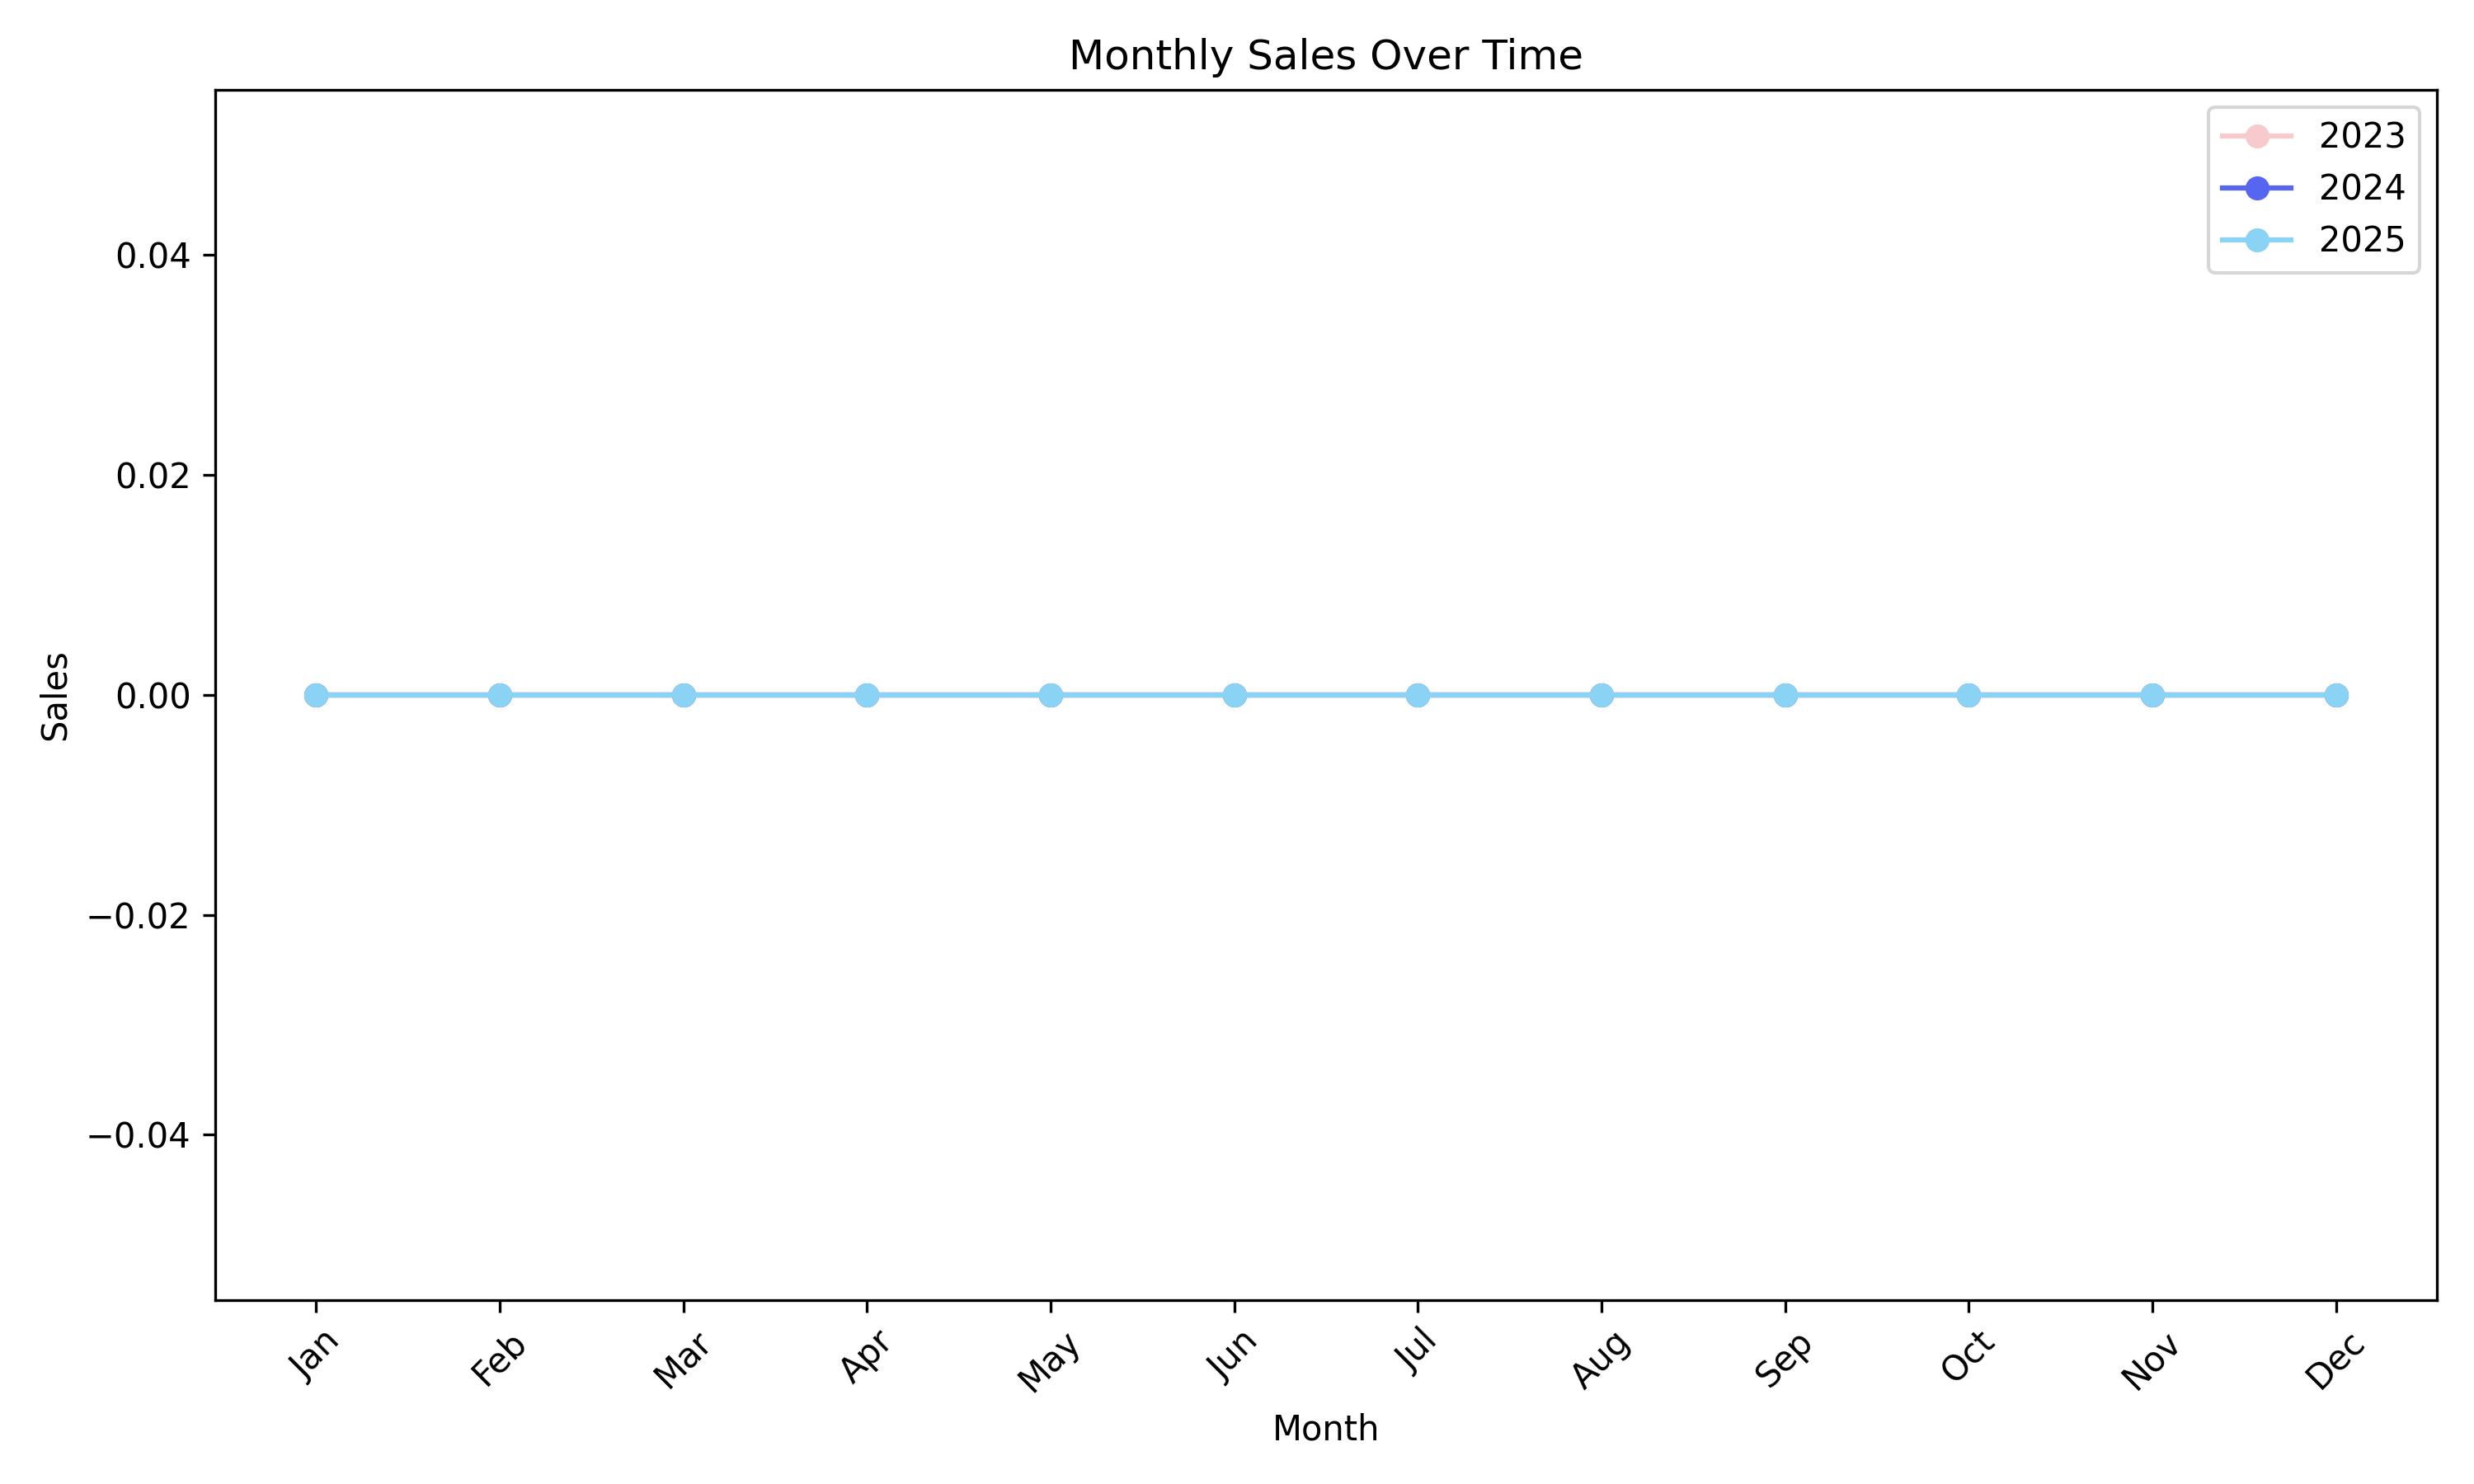 Monthly Sales Over Time
2023
2024
2025
0.04
0.02
0.00
−0.02
−0.04
Sales
Jan
Feb
Mar
Apr
May
Jun
Jul
Aug
Sep
Oct
Nov
Dec
Month